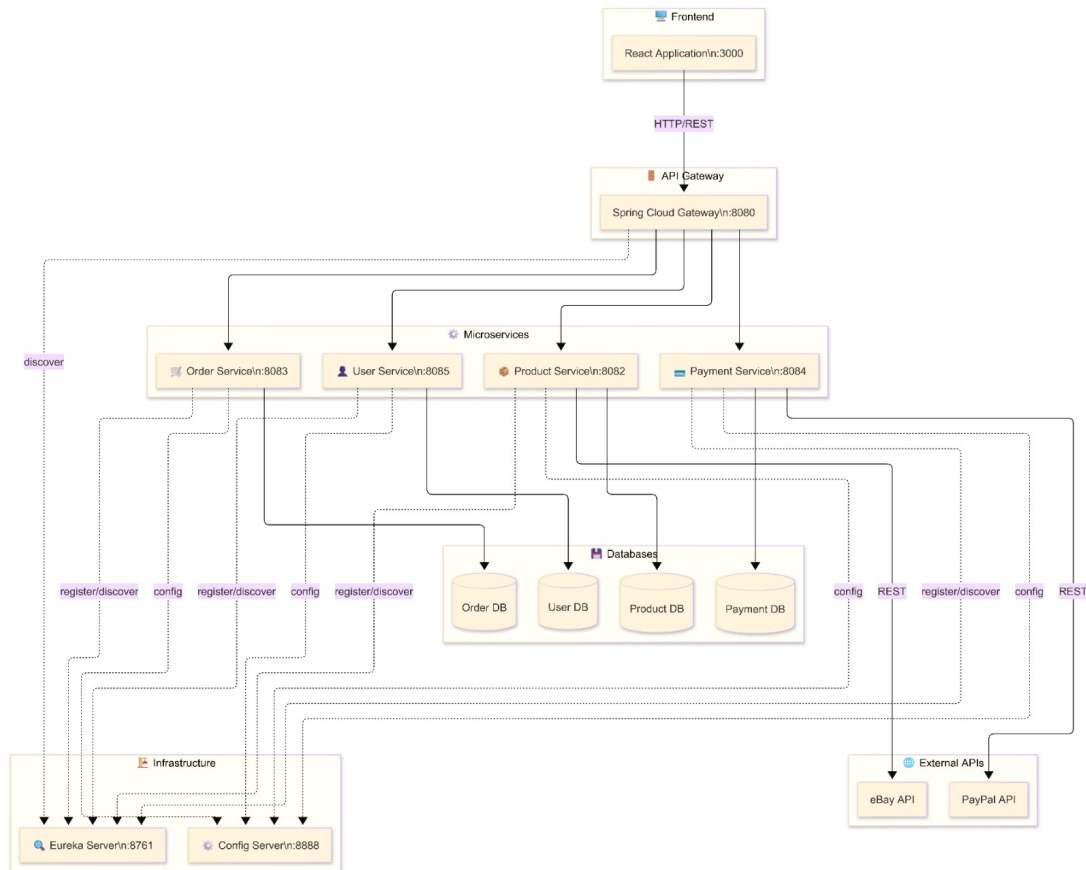 Frontend
React Application\n:3000
HTTP/REST
API Gateway
Spring Cloud Gateway\n:8080
discover
Microservices
Order Service\n:8083
User Service\n:8085
Product Service\n:8082
Payment Service\n:8084
Databases
Order DB
User DB
Product DB
Payment DB
register/discover
config
register/discover
config
register/discover
config
REST
register/discover
config
REST
Infrastructure
Eureka Server\n:8761
Config Server\n:8888
External APIs
eBay API
PayPal API